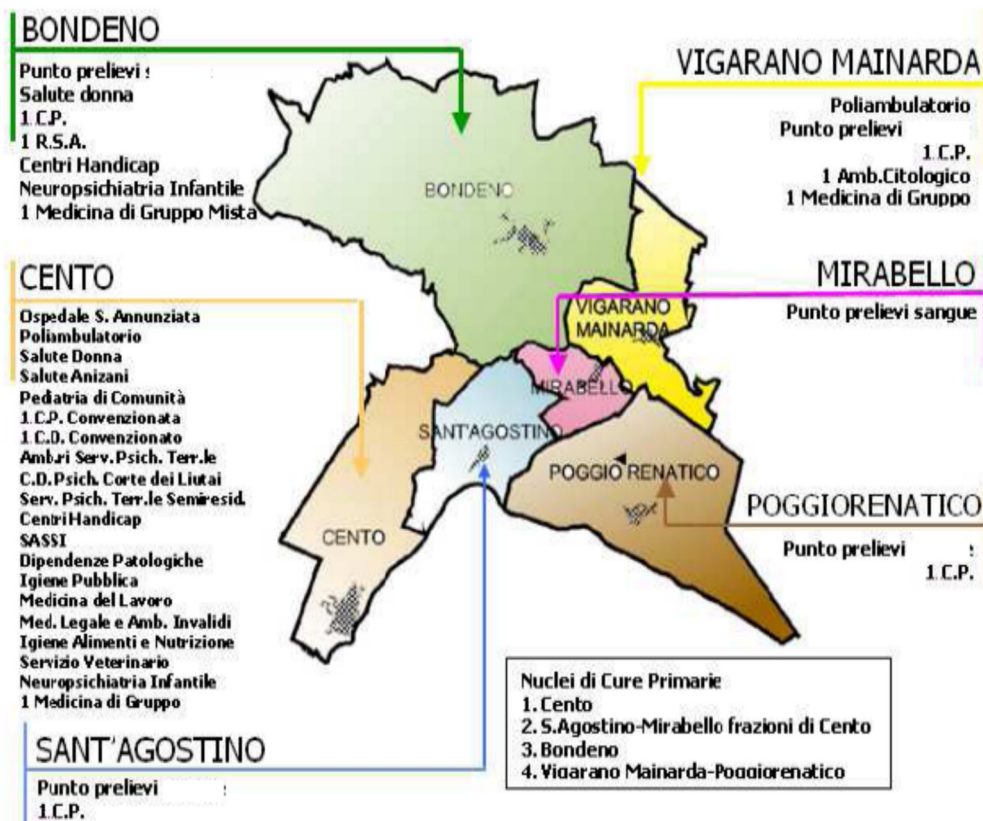 BONDENO
Punto prelievi
Salute donna
1 C.P.
1 R.S.A.
Centri Handicap
Neuropsichiatria Infantile
1 Medicina di Gruppo Mista
VIGARANO MAINARDA
Poliambulatorio
Punto prelievi
1 C.P.
1 Amb.Citologico
1 Medicina di Gruppo
CENTO
Ospedale S. Annunziata
Poliambulatorio
Salute Donna
Salute Anizani
Pediatria di Comunità
1 C.P. Convenzionata
1 C.D. Convenzionato
Amb.ri Serv. Psich. Terr.le
C.D. Psich. Corte dei Liutai
Serv. Psich. Terr.le Semiresid.
Centri Handicap
SASSI
Dipendenze Patologiche
Igiene Pubblica
Medicina del Lavoro
Med. Legale e Amb. Invalidi
Igiene Alimenti e Nutrizione
Servizio Veterinario
Neuropsichiatria Infantile
1 Medicina di Gruppo
MIRABELLO
Punto prelievi sangue
BONDENO
VIGARANO
MAINARDA
MIRABELLO
SANT'AGOSTINO
POGGIO RENATICO
CENTO
POGGIORENATICO
Punto prelievi
1 C.P.
Nuclei di Cure Primarie
1. Cento
2. S.Agostino-Mirabello frazioni di Cento
3. Bondeno
4. Vigarano Mainarda-Poggiorenatico
SANT'AGOSTINO
Punto prelievi
1 C.P.